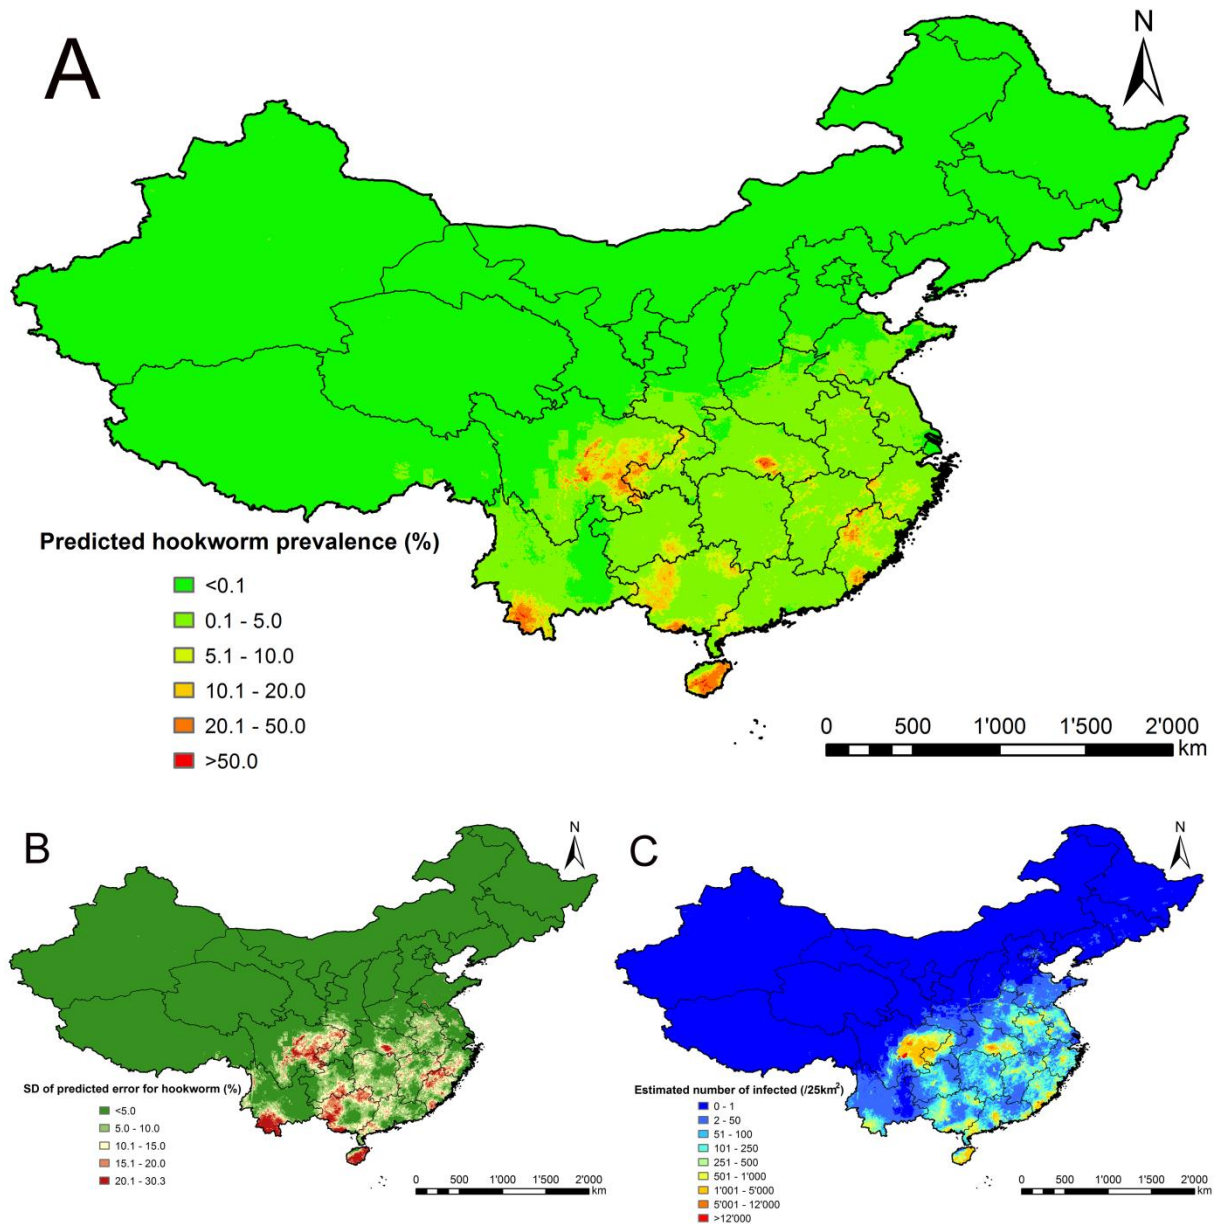 A
N
Predicted hookworm prevalence (%)
<0.1
0.1 - 5.0
5.1 - 10.0
10.1 - 20.0
20.1 - 50.0
>50.0
0 500 1'000 1'500 2'000
km
B
N
SD of predicted error for hookworm (%)
<5.0
5.0 - 10.0
10.1 - 15.0
15.1 - 20.0
20.1 - 30.3
0 500 1'000 1'500 2'000
km
C
N
Estimated number of infected (/25km²)
0 - 1
2 - 50
51 - 100
101 - 250
251 - 500
501 - 1'000
1'001 - 5'000
5'001 - 12'000
>12'000
0 500 1'000 1'500 2'000
km